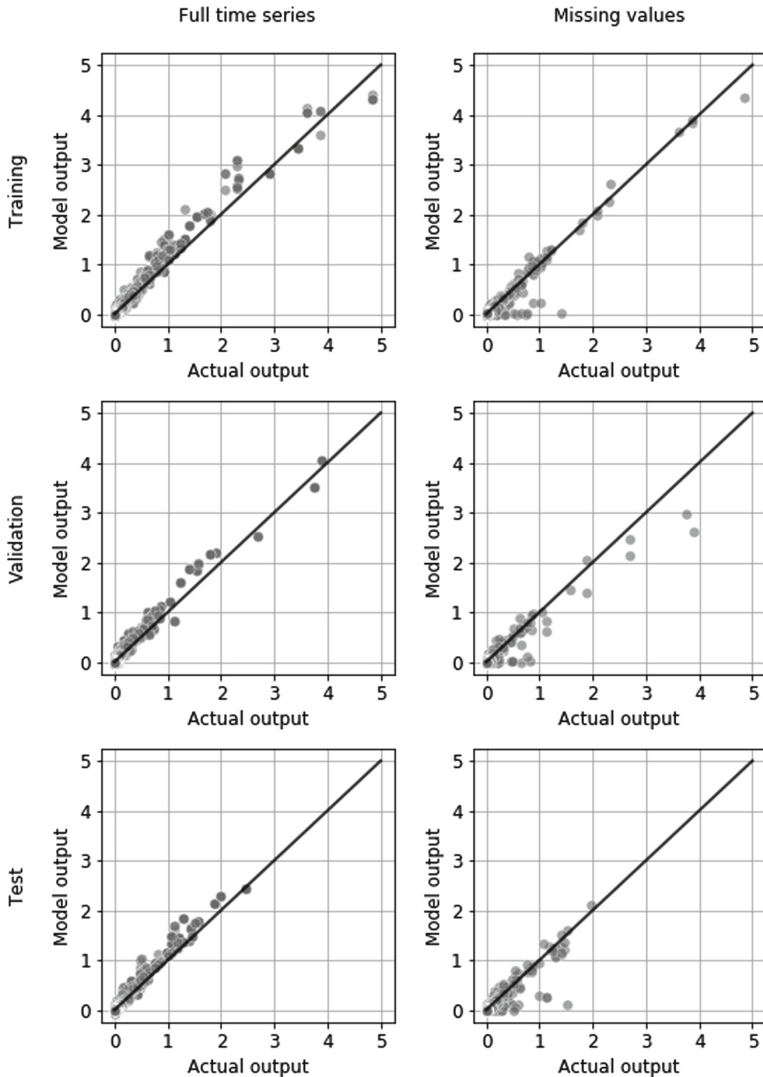 Full time series
Missing values
Training
Model output
5
4
3
2
1
0
0 1 2 3 4 5
Actual output
Model output
5
4
3
2
1
0
0 1 2 3 4 5
Actual output
Validation
Model output
5
4
3
2
1
0
0 1 2 3 4 5
Actual output
Model output
5
4
3
2
1
0
0 1 2 3 4 5
Actual output
Test
Model output
5
4
3
2
1
0
0 1 2 3 4 5
Actual output
Model output
5
4
3
2
1
0
0 1 2 3 4 5
Actual output